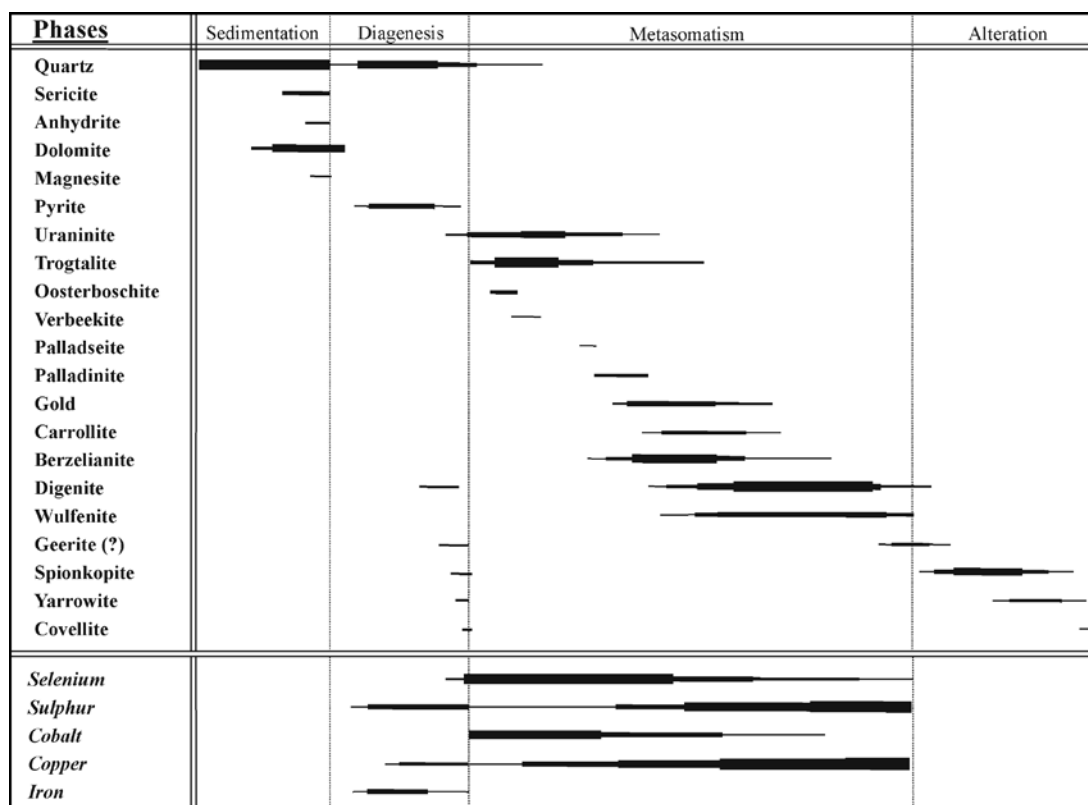 Phases Sedimentation Diagenesis Metasomatism Alteration
Quartz
Sericite
Anhydrite
Dolomite
Magnesite
Pyrite
Uraninite
Trogtalite
Oosterboschite
Verbeekite
Palladseite
Palladinite
Gold
Carrollite
Berzelianite
Digenite
Wulfenite
Geerite (?)
Spionkopite
Yarrowite
Covellite
Selenium
Sulphur
Cobalt
Copper
Iron